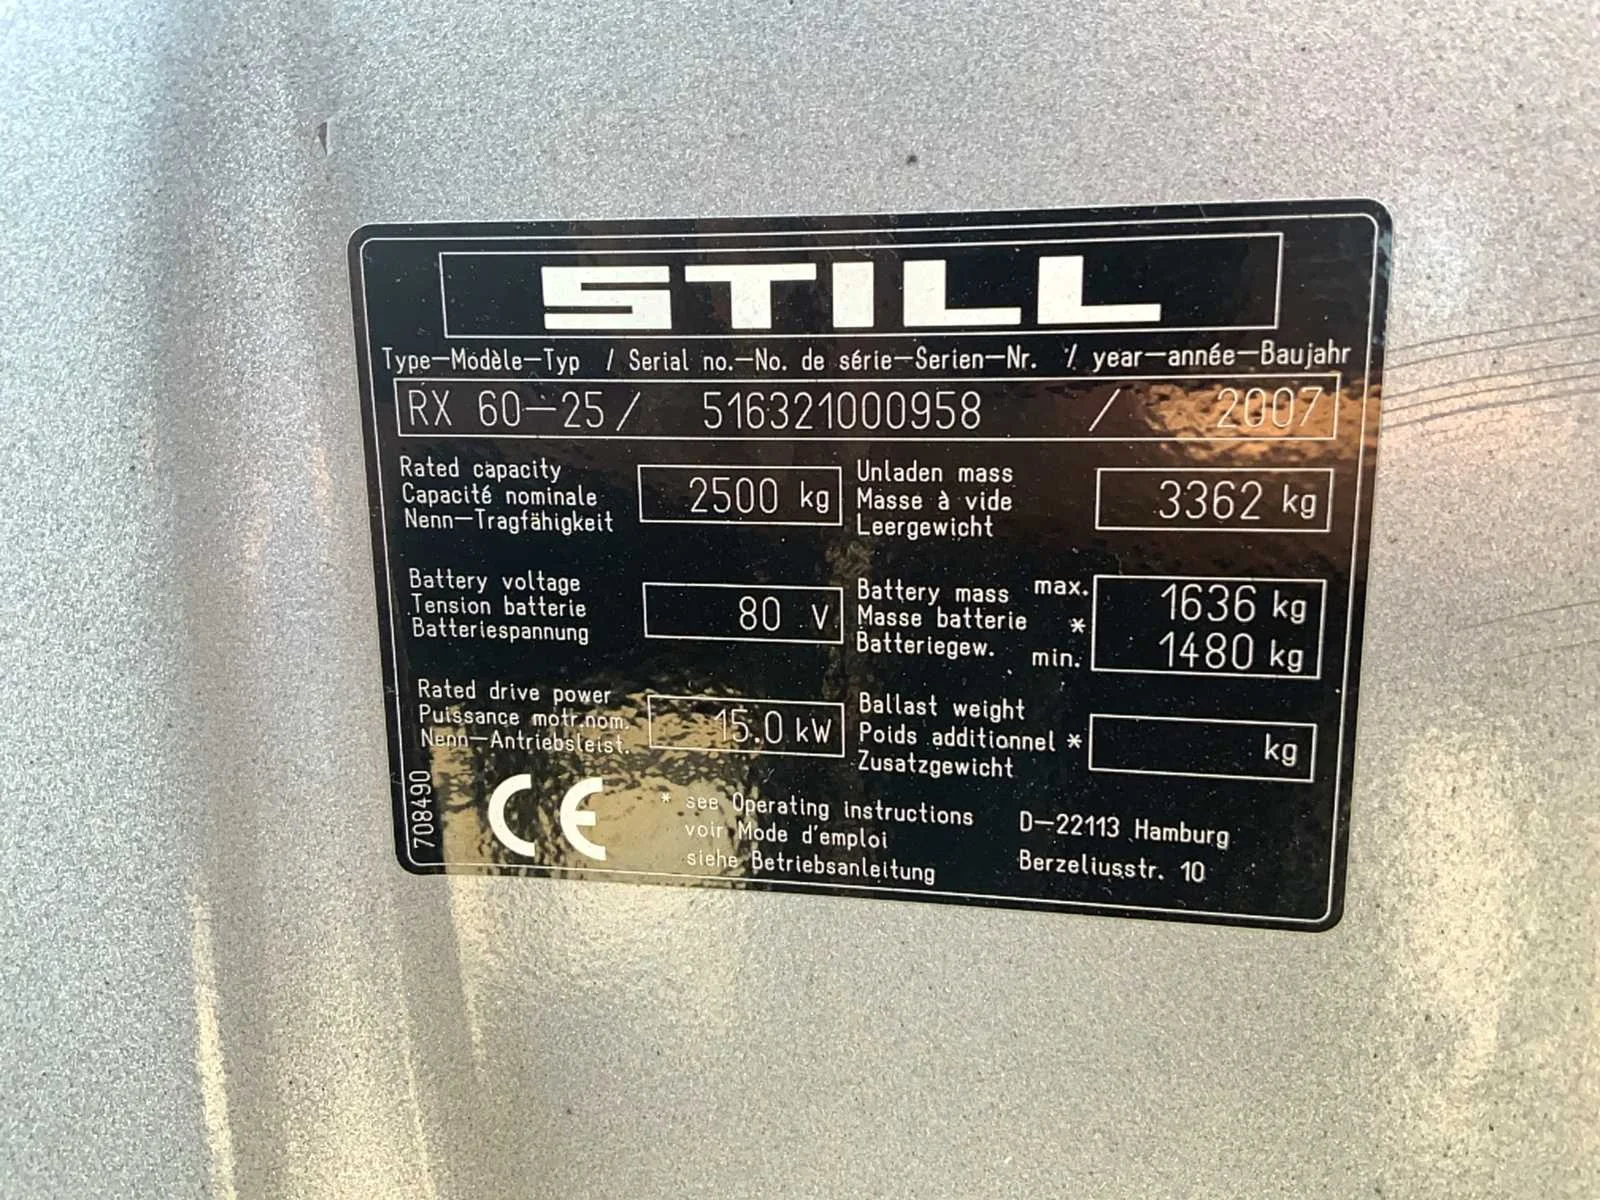 STILL
Type–Modèle–Typ / Serial no.–No. de série–Serien–Nr. / year–année–Baujahr
RX 60–25 / 516321000958 / 2007
Rated capacity
Capacité nominale
Nenn–Tragfähigkeit
2500 kg
Unladen mass
Masse à vide
Leergewicht
3362 kg
Battery voltage
Tension batterie
Batteriespannung
80 V
Battery mass max.
Masse batterie *
Batteriegew. min.
1636 kg
1480 kg
Rated drive power
Puissance motr.nom.
Nenn–Antriebsleist.
15.0 kW
Ballast weight
Poids additionnel *
Zusatzgewicht
kg
708490
CE
* see Operating instructions
voir Mode d'emploi
siehe Betriebsanleitung
D–22113 Hamburg
Berzeliusstr. 10